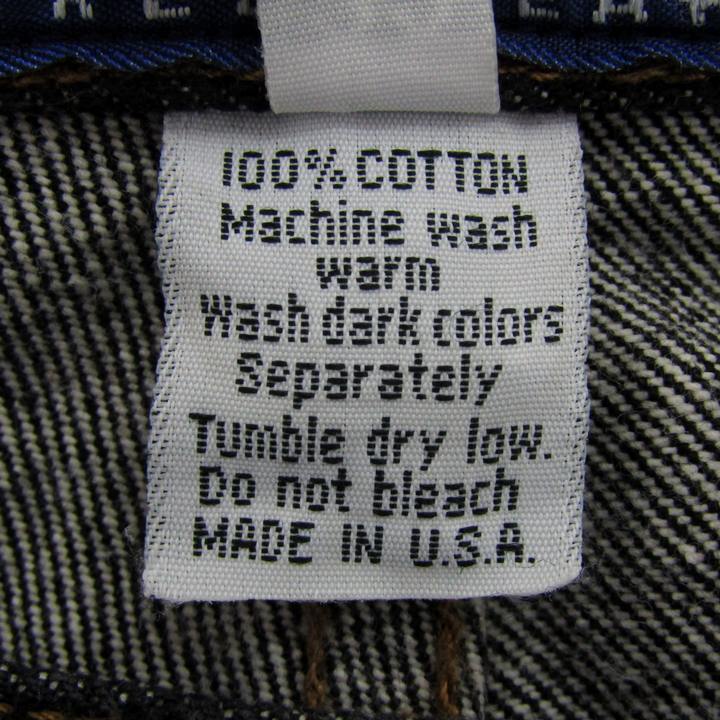 100% COTTON
Machine wash
warm
Wash dark colors
Separately
Tumble dry low.
Do not bleach
MADE IN U.S.A.